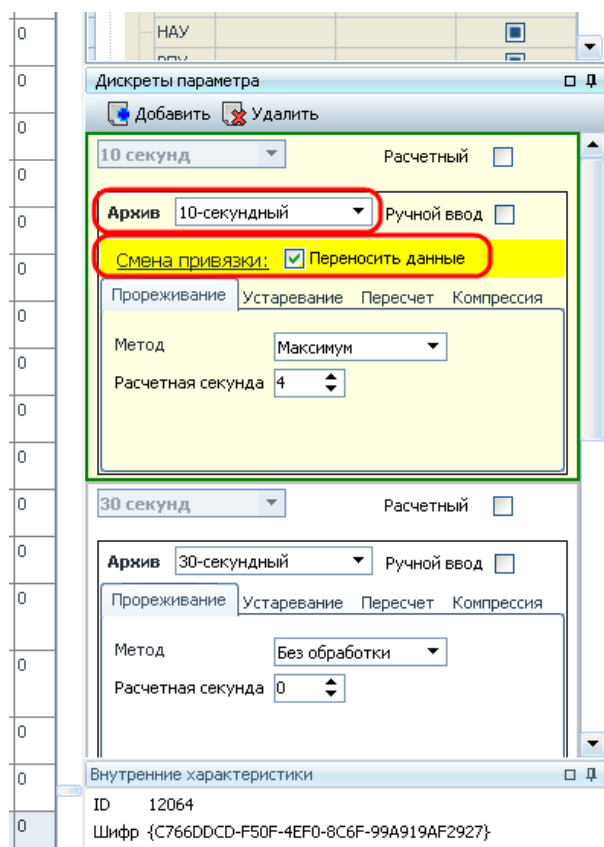 0
НАУ
Дискреты параметра
0
Добавить Удалить
0
10 секунд Расчетный
0
Архив 10-секундный Ручной ввод
0
Смена привязки: Переносить данные
0
Прореживание Устаревание Пересчет Компрессия
0
Метод Максимум
0
Расчетная секунда 4
0
0
30 секунд Расчетный
0
Архив 30-секундный Ручной ввод
0
Прореживание Устаревание Пересчет Компрессия
0
Метод Без обработки
0
Расчетная секунда 0
0
Внутренние характеристики
0
ID 12064
0
Шифр {C766DDCD-F50F-4EF0-8C6F-99A919AF2927}